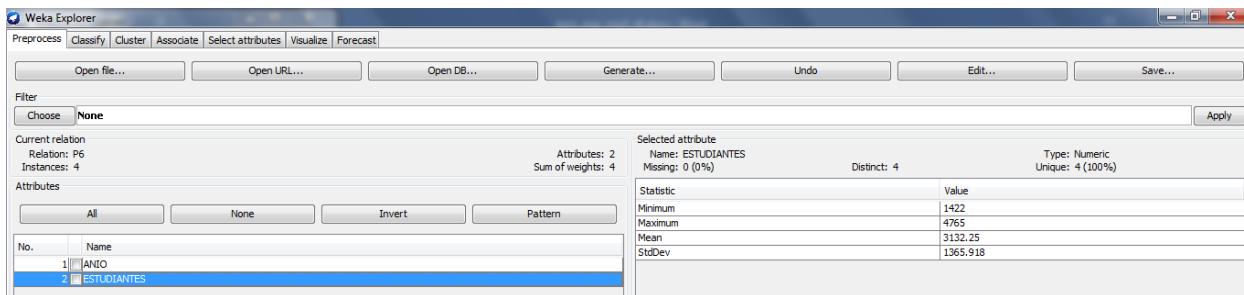 Weka Explorer
Preprocess Classify Cluster Associate Select attributes Visualize Forecast
Open file... Open URL... Open DB... Generate... Undo Edit... Save...
Filter
Choose None Apply
Current relation
Relation: P6 Attributes: 2
Instances: 4 Sum of weights: 4
Selected attribute
Name: ESTUDIANTES Type: Numeric
Missing: 0 (0%) Distinct: 4 Unique: 4 (100%)
Attributes
All None Invert Pattern
No. Name
1 ANIO
2 ESTUDIANTES
Statistic Value
Minimum 1422
Maximum 4765
Mean 3132.25
StdDev 1365.918